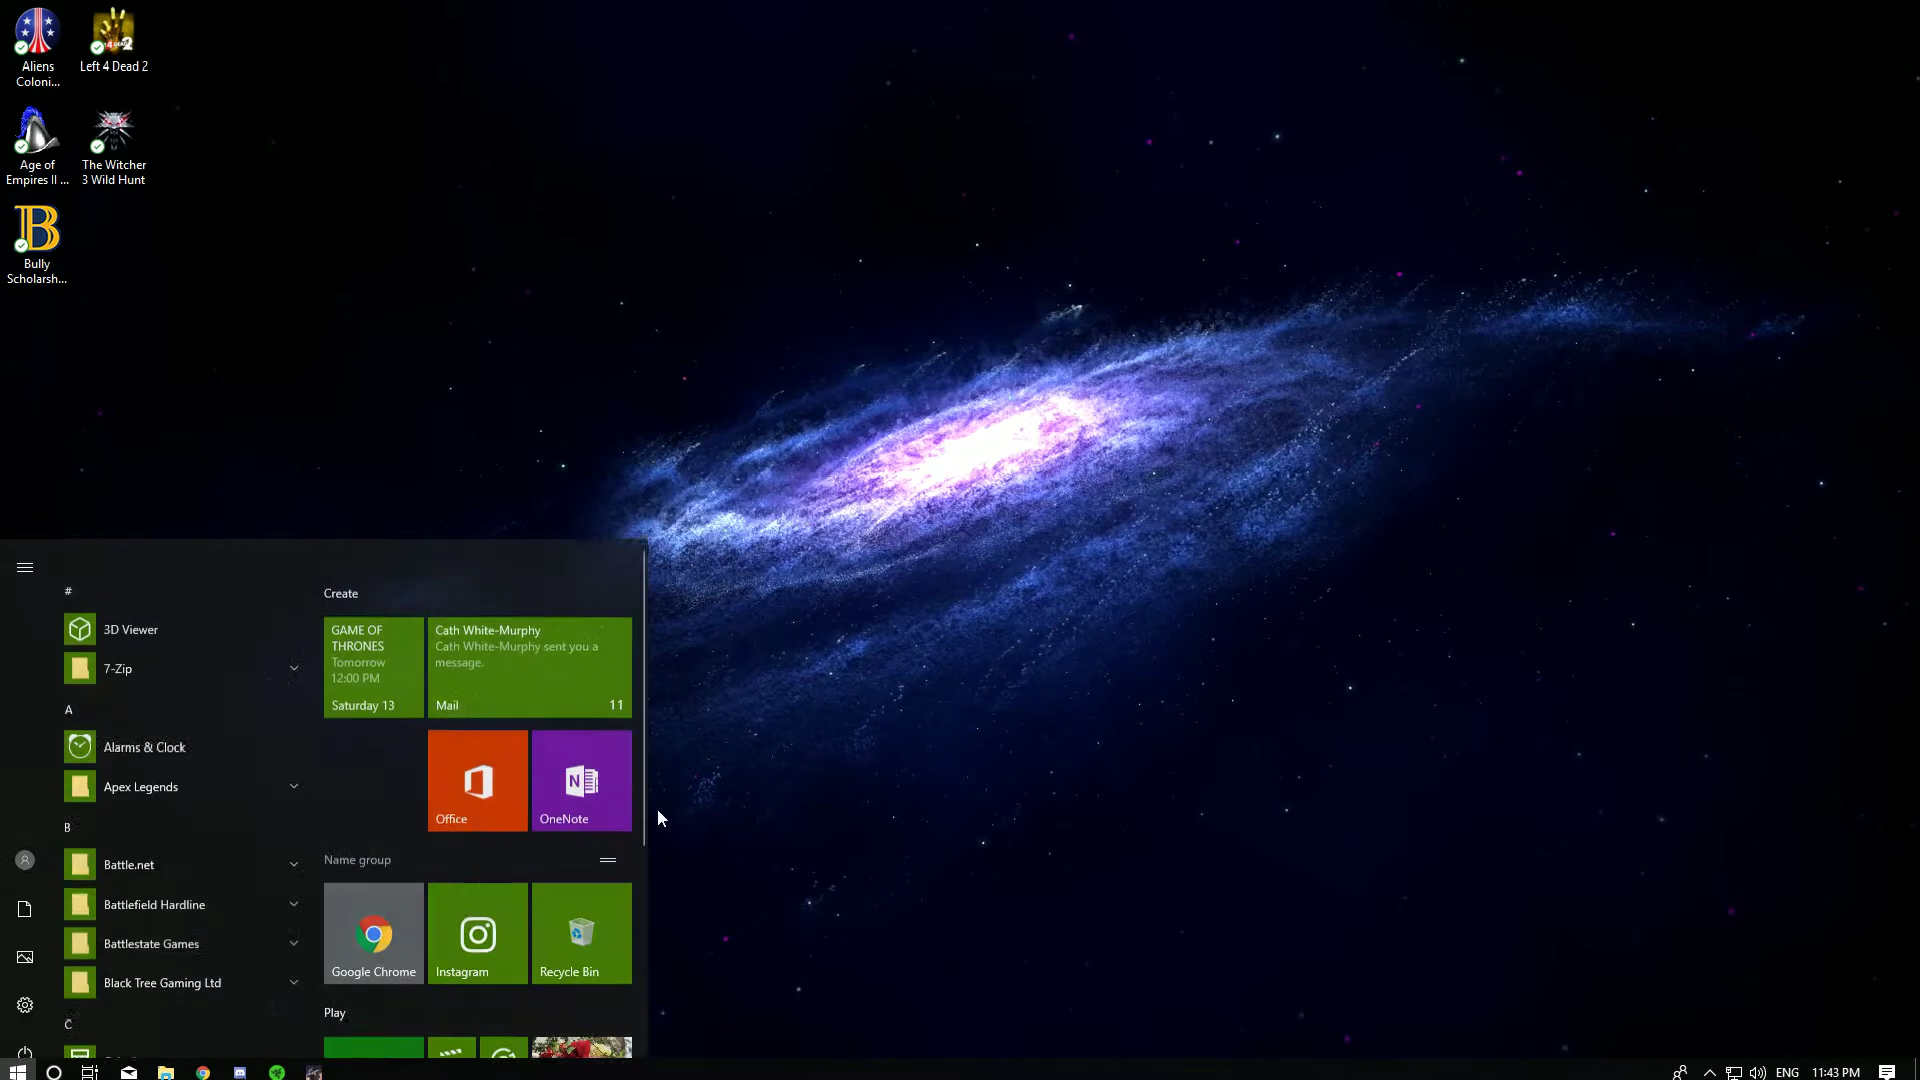 Aliens
Coloni...
Left 4 Dead 2
Age of
Empires II ...
The Witcher
3 Wild Hunt
Bully
Scholarsh...
#
3D Viewer
7-Zip
A
Alarms & Clock
Apex Legends
B
Battle.net
Battlefield Hardline
Battlestate Games
Black Tree Gaming Ltd
C
Create
GAME OF
THRONES
Tomorrow
12:00 PM
Saturday 13
Cath White-Murphy
Cath White-Murphy sent you a
message.
Mail 11
Office
OneNote
Name group
Google Chrome
Instagram
Recycle Bin
Play
ENG
11:43 PM